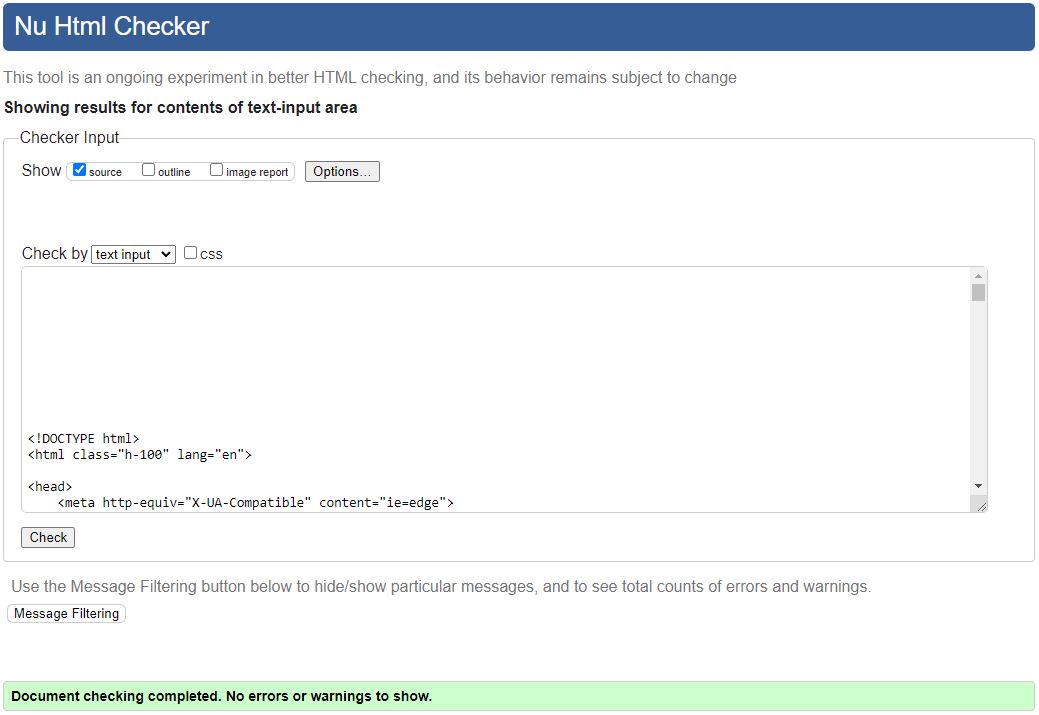 Nu Html Checker
This tool is an ongoing experiment in better HTML checking, and its behavior remains subject to change
Showing results for contents of text-input area
Checker Input
Show source outline image report Options...
Check by text input css
<!DOCTYPE html>
<html class="h-100" lang="en">
<head>
<meta http-equiv="X-UA-Compatible" content="ie=edge">
Check
Use the Message Filtering button below to hide/show particular messages, and to see total counts of errors and warnings.
Message Filtering
Document checking completed. No errors or warnings to show.